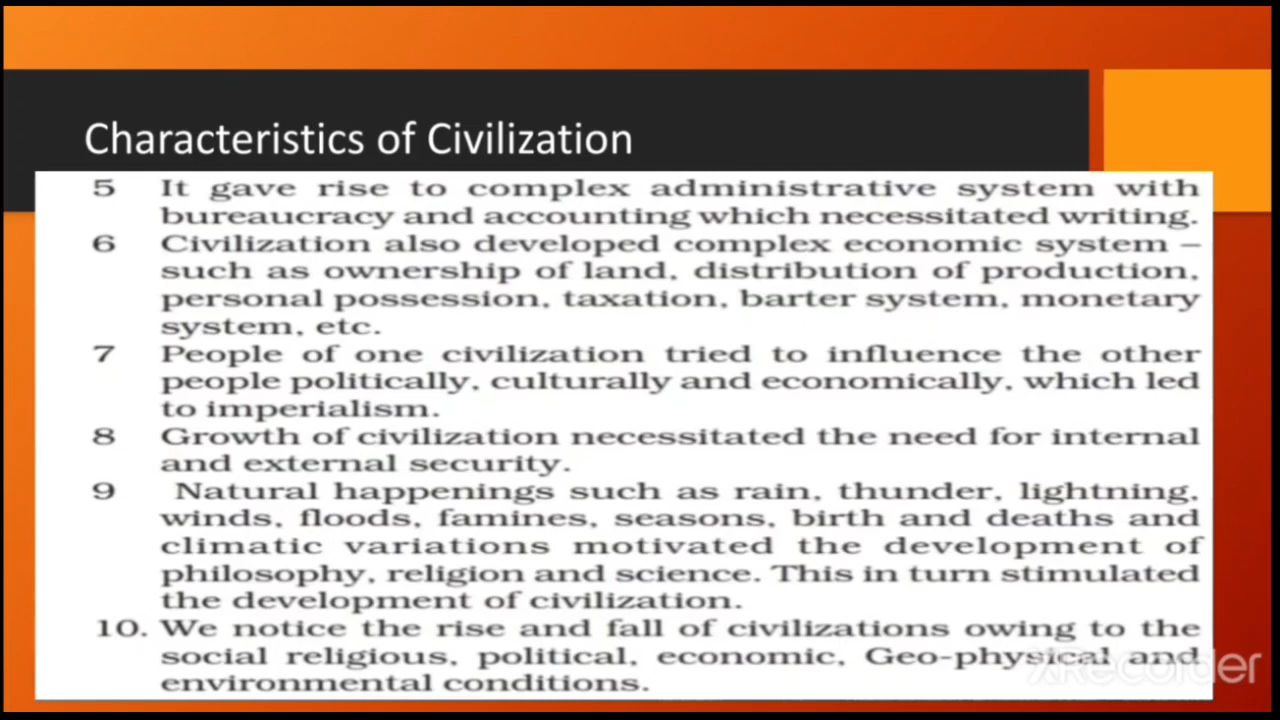 Characteristics of Civilization
5 It gave rise to complex administrative system with
bureaucracy and accounting which necessitated writing.
6 Civilization also developed complex economic system –
such as ownership of land, distribution of production,
personal possession, taxation, barter system, monetary
system, etc.
7 People of one civilization tried to influence the other
people politically, culturally and economically, which led
to imperialism.
8 Growth of civilization necessitated the need for internal
and external security.
9 Natural happenings such as rain, thunder, lightning,
winds, floods, famines, seasons, birth and deaths and
climatic variations motivated the development of
philosophy, religion and science. This in turn stimulated
the development of civilization.
10. We notice the rise and fall of civilizations owing to the
social religious, political, economic, Geo-physical and
environmental conditions.
XRecorder